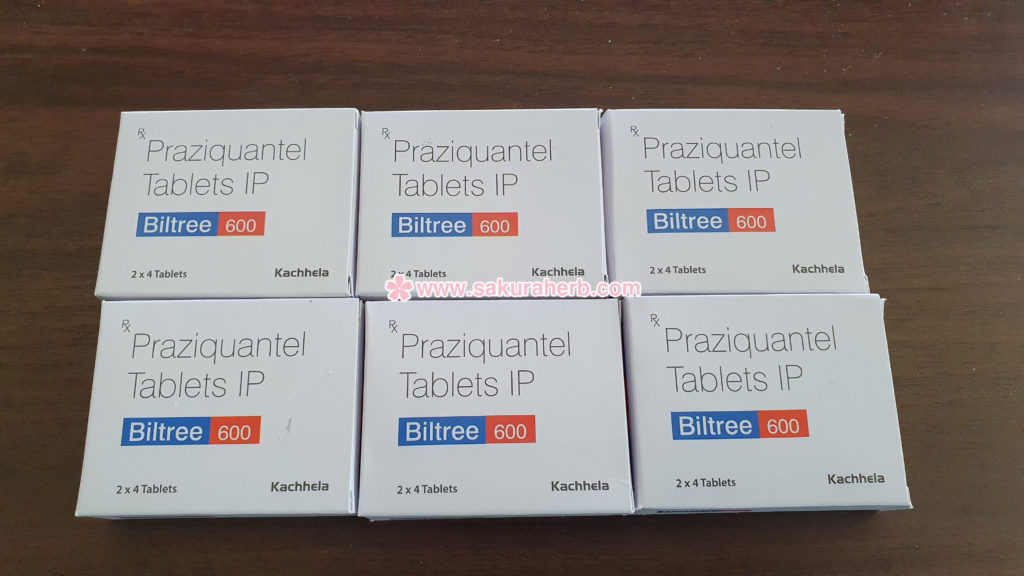 Rx
Praziquantel
Tablets IP
Biltree 600
2 x 4 Tablets Kachhela
Rx
Praziquantel
Tablets IP
Biltree 600
2 x 4 Tablets Kachhela
Rx
Praziquantel
Tablets IP
Biltree 600
2 x 4 Tablets Kachhela
www.sakuraherb.com
Rx
Praziquantel
Tablets IP
Biltree 600
2 x 4 Tablets Kachhela
Rx
Praziquantel
Tablets IP
Biltree 600
2 x 4 Tablets Kachhela
Rx
Praziquantel
Tablets IP
Biltree 600
2 x 4 Tablets Kachhela